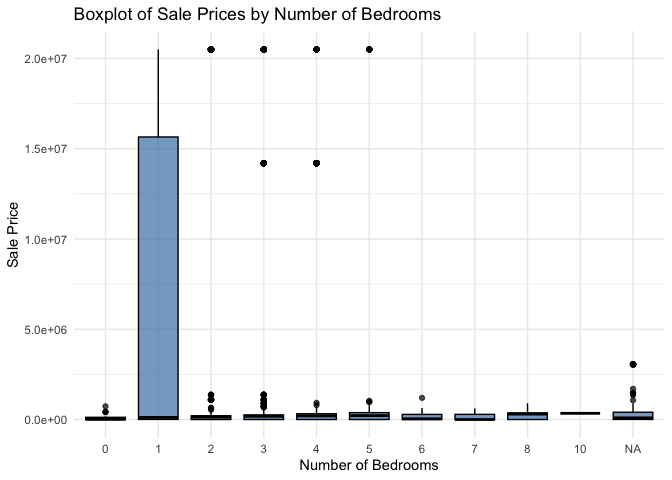 Boxplot of Sale Prices by Number of Bedrooms
2.0e+07
1.5e+07
1.0e+07
5.0e+06
0.0e+00
Sale Price
0 1 2 3 4 5 6 7 8 10 NA
Number of Bedrooms